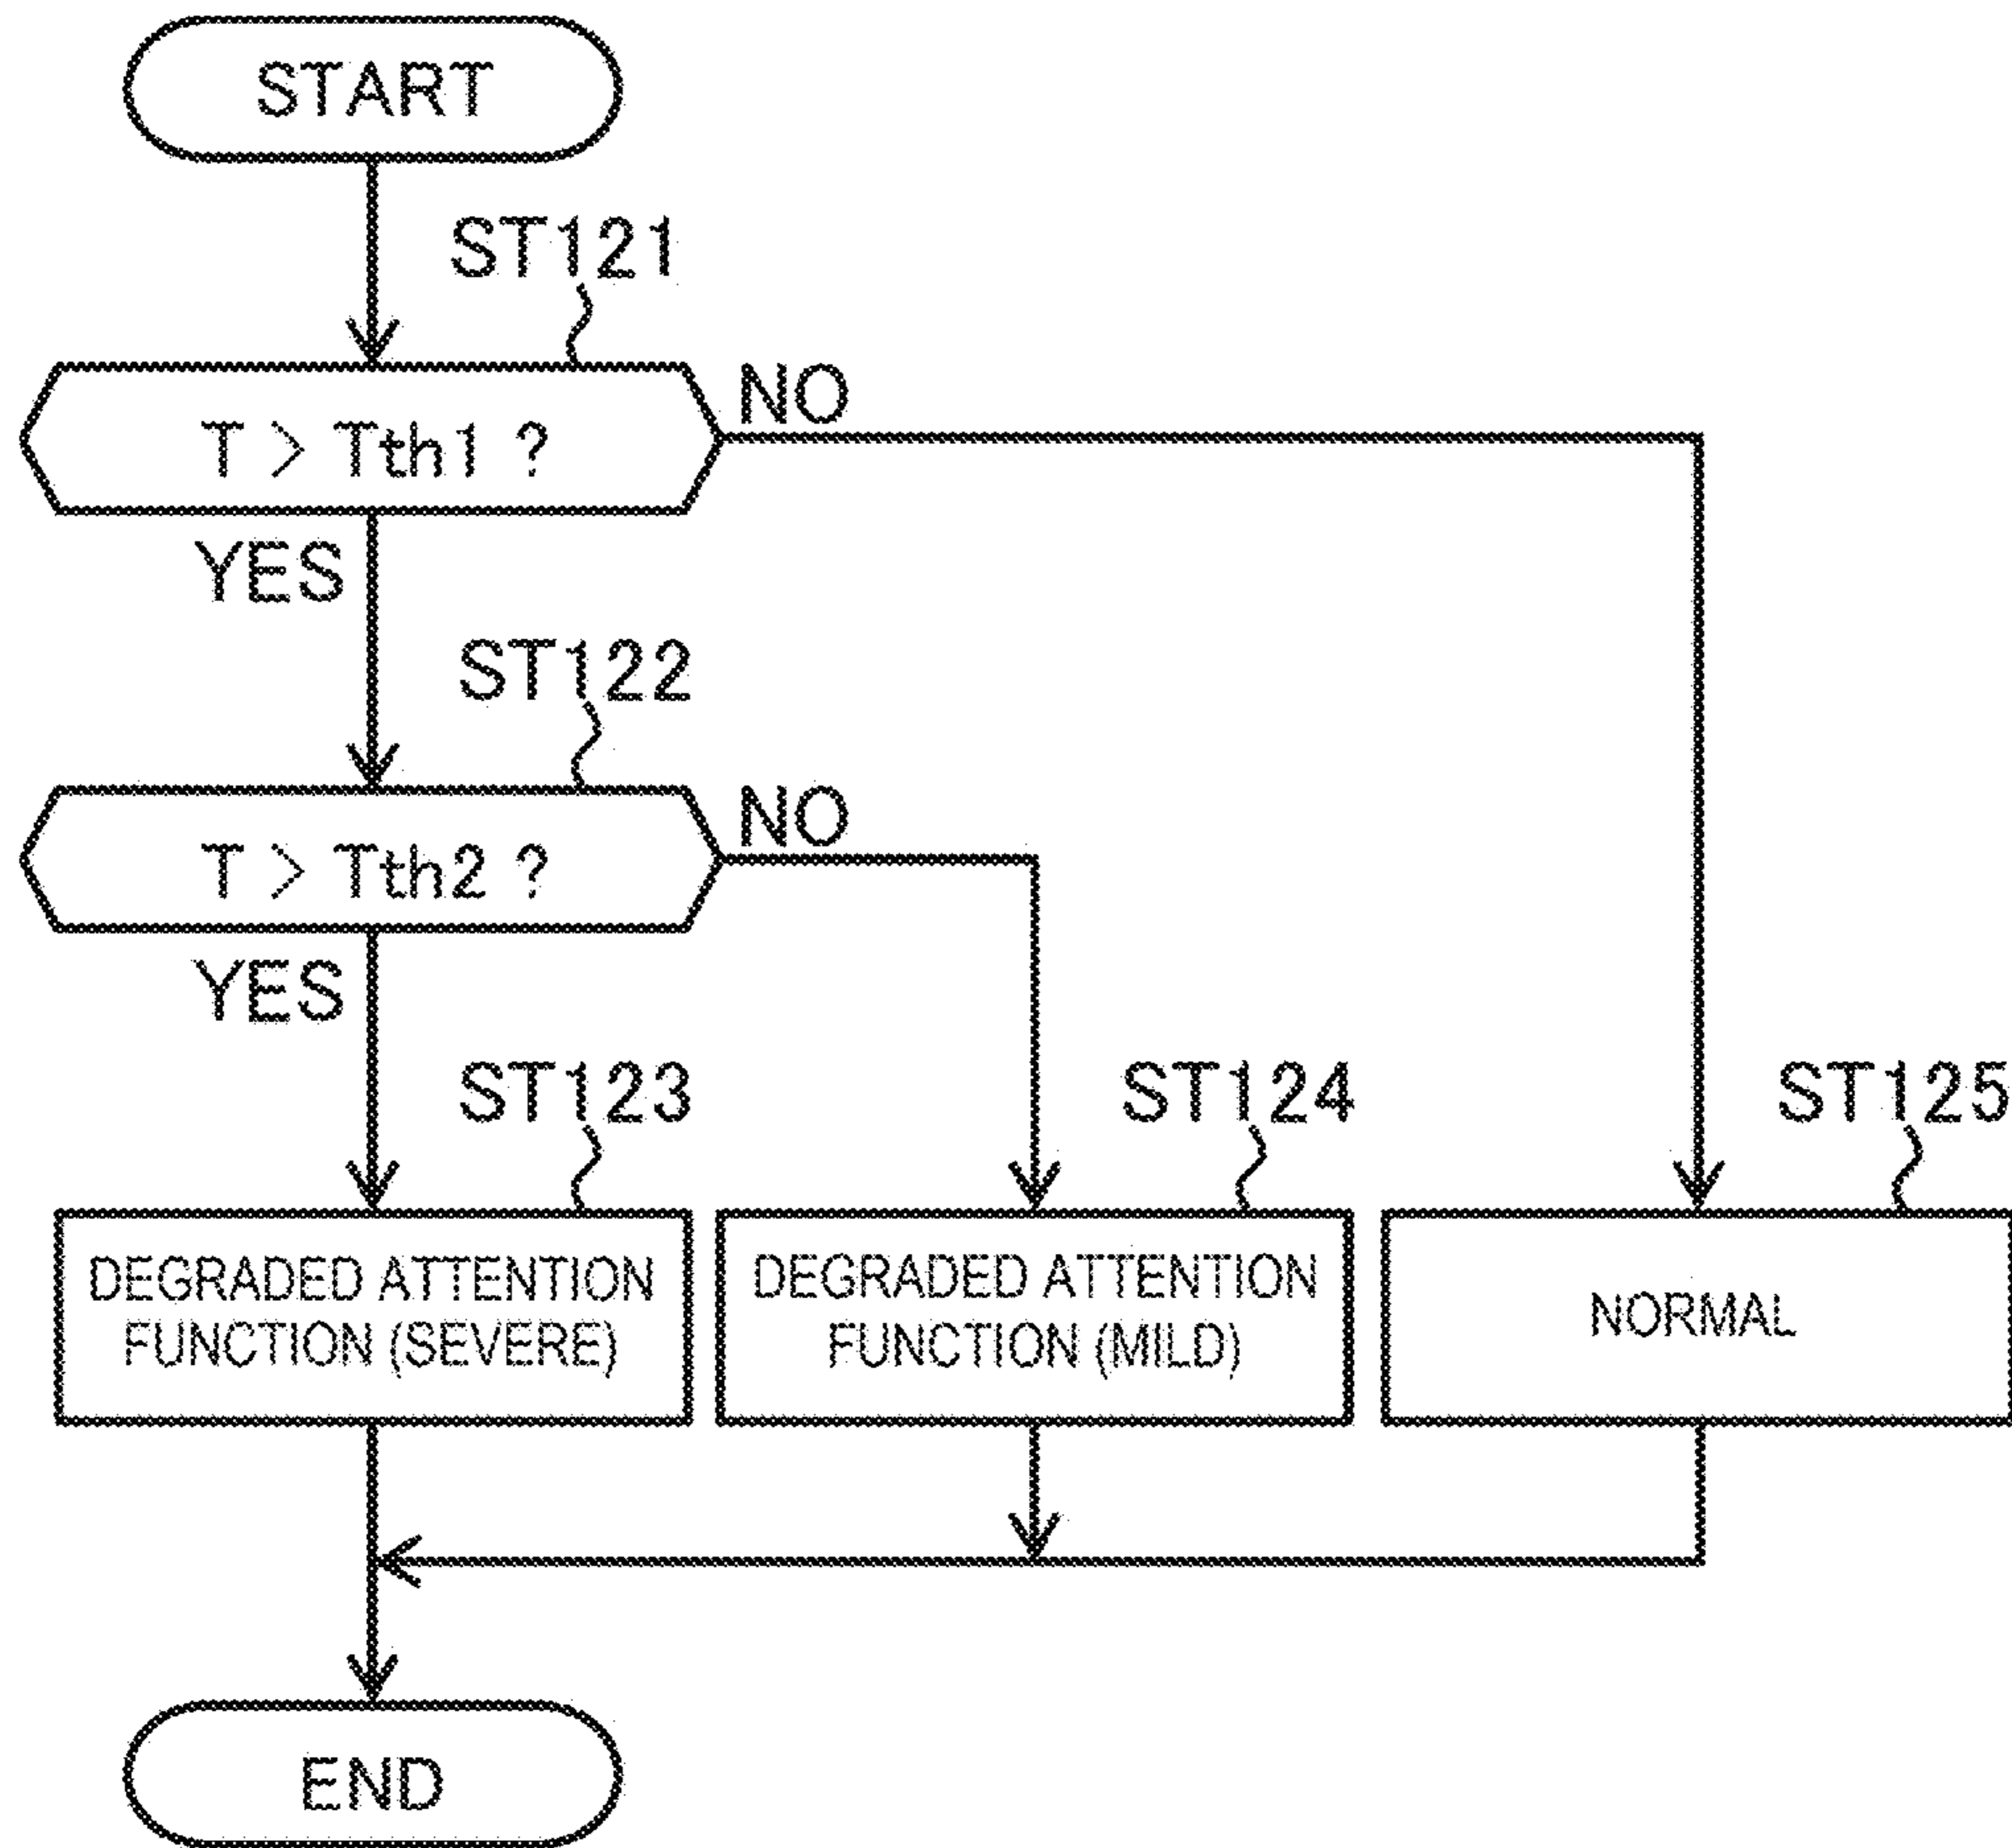 START
ST121
T > Tth1 ?
NO
YES
ST122
T > Tth2 ?
NO
YES
ST123
ST124
ST125
DEGRADED ATTENTION
FUNCTION (SEVERE)
DEGRADED ATTENTION
FUNCTION (MILD)
NORMAL
END